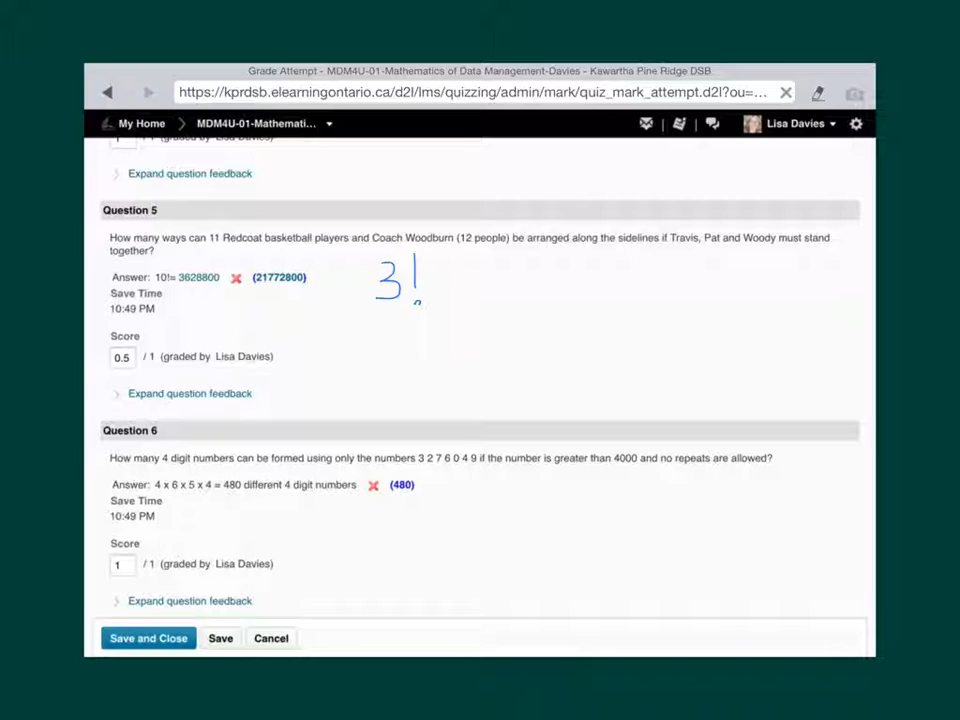 Grade Attempt - MDM4U-01-Mathematics of Data Management-Davies - Kawartha Pine Ridge DSB
https://kprdsb.elearningontario.ca/d2l/lms/quizzing/admin/mark/quiz_mark_attempt.d2l?ou=...
My Home MDM4U-01-Mathemati... Lisa Davies
1 / 1 (graded by Lisa Davies)
Expand question feedback
Question 5
How many ways can 11 Redcoat basketball players and Coach Woodburn (12 people) be arranged along the sidelines if Travis, Pat and Woody must stand
together?
Answer: 10!= 3628800 (21772800)
3!
Save Time
10:49 PM
Score
0.5 / 1 (graded by Lisa Davies)
Expand question feedback
Question 6
How many 4 digit numbers can be formed using only the numbers 3 2 7 6 0 4 9 if the number is greater than 4000 and no repeats are allowed?
Answer: 4 x 6 x 5 x 4 = 480 different 4 digit numbers (480)
Save Time
10:49 PM
Score
1 / 1 (graded by Lisa Davies)
Expand question feedback
Save and Close Save Cancel